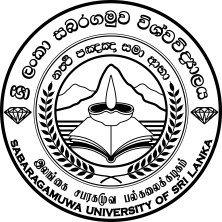 ශ්‍රී ලංකා සබරගමුව විශ්වවිද්‍යාලය
නත්ථි පඤ්ඤා සමා ආභා
இலங்கை சபரகமுவ பல்கலைக்கழகம்
SABARAGAMUWA UNIVERSITY OF SRI LANKA